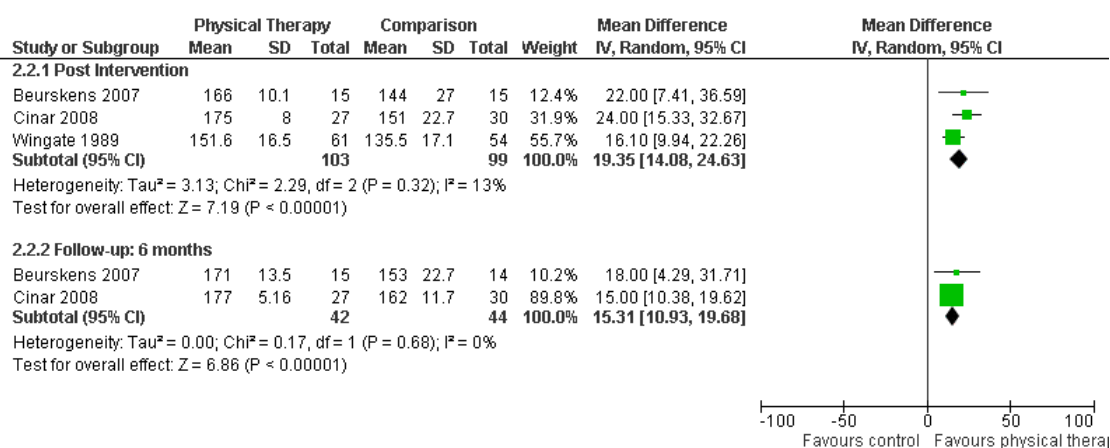 Physical Therapy Comparison Mean Difference Mean Difference
Study or Subgroup Mean SD Total Mean SD Total Weight IV, Random, 95% CI IV, Random, 95% CI
2.2.1 Post Intervention
Beurskens 2007 166 10.1 15 144 27 15 12.4% 22.00 [7.41, 36.59]
Cinar 2008 175 8 27 151 22.7 30 31.9% 24.00 [15.33, 32.67]
Wingate 1989 151.6 16.5 61 135.5 17.1 54 55.7% 16.10 [9.94, 22.26]
Subtotal (95% CI) 103 99 100.0% 19.35 [14.08, 24.63]
Heterogeneity: Tau² = 3.13; Chi² = 2.29, df = 2 (P = 0.32); I² = 13%
Test for overall effect: Z = 7.19 (P < 0.00001)
2.2.2 Follow-up: 6 months
Beurskens 2007 171 13.5 15 153 22.7 14 10.2% 18.00 [4.29, 31.71]
Cinar 2008 177 5.16 27 162 11.7 30 89.8% 15.00 [10.38, 19.62]
Subtotal (95% CI) 42 44 100.0% 15.31 [10.93, 19.68]
Heterogeneity: Tau² = 0.00; Chi² = 0.17, df = 1 (P = 0.68); I² = 0%
Test for overall effect: Z = 6.86 (P < 0.00001)
-100 -50 0 50 100
Favours control Favours physical therap